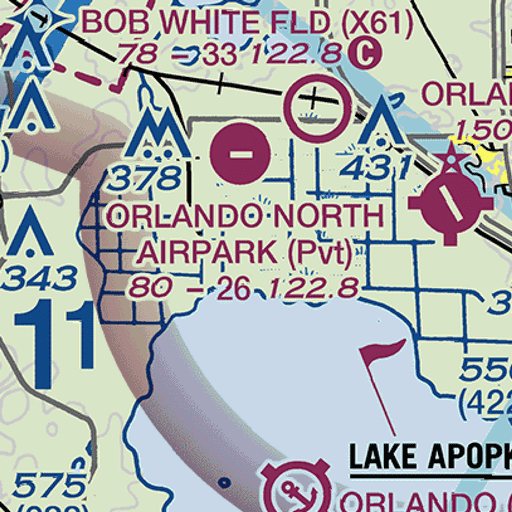 BOB WHITE FLD (X61)
78 - 33 122.8 C
ORLA
150
378
431
ORLANDO NORTH
AIRPARK (Pvt)
80 - 26 122.8
343
11
3
550
(422
LAKE APOPK
575
ORLANDO (